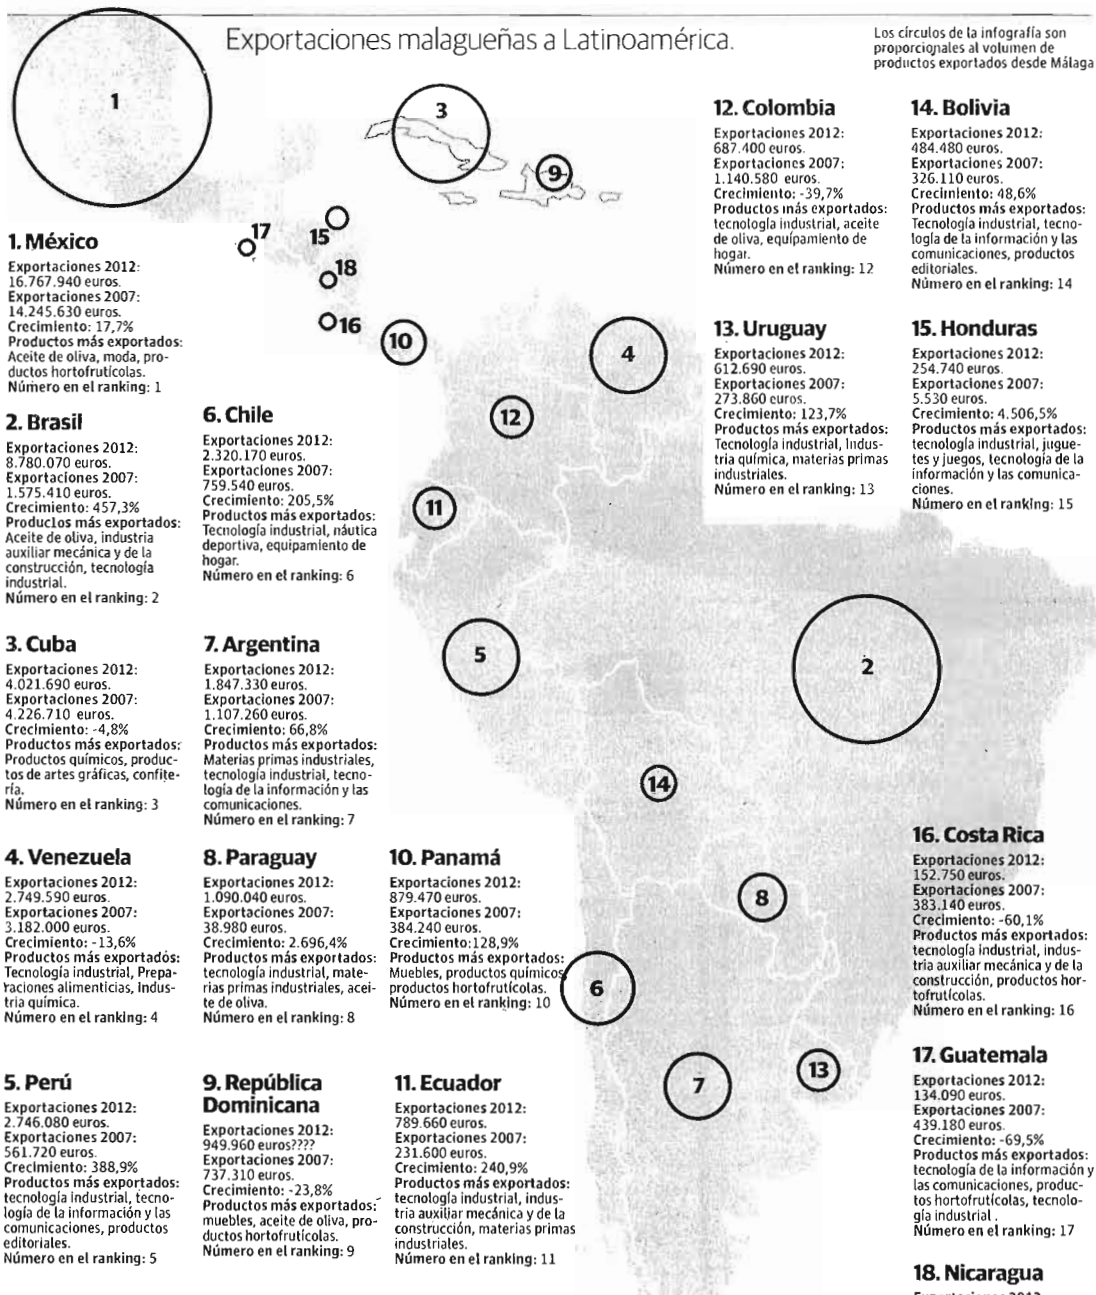 Exportaciones malagueñas a Latinoamérica.
Los círculos de la infografía son
proporcionales al volumen de
productos exportados desde Málaga
1
3
9
17
15
18
16
10
4
12
11
5
2
14
8
6
7
13
1. México
Exportaciones 2012:
16.767.940 euros.
Exportaciones 2007:
14.245.630 euros.
Crecimiento: 17,7%
Productos más exportados:
Aceite de oliva, moda, pro-
ductos hortofrutícolas.
Número en el ranking: 1
2. Brasil
Exportaciones 2012:
8.780.070 euros.
Exportaciones 2007:
1.575.410 euros.
Crecimiento: 457,3%
Productos más exportados:
Aceite de oliva, industria
auxiliar mecánica y de la
construcción, tecnología
industrial.
Número en el ranking: 2
3. Cuba
Exportaciones 2012:
4.021.690 euros.
Exportaciones 2007:
4.226.710 euros.
Crecimiento: -4,8%
Productos más exportados:
Productos químicos, produc-
tos de artes gráficas, confite-
ría.
Número en el ranking: 3
4. Venezuela
Exportaciones 2012:
2.749.590 euros.
Exportaciones 2007:
3.182.000 euros.
Crecimiento: -13,6%
Productos más exportados:
Tecnología industrial, Prepa-
raciones alimenticias, Indus-
tria química.
Número en el ranking: 4
5. Perú
Exportaciones 2012:
2.746.080 euros.
Exportaciones 2007:
561.720 euros.
Crecimiento: 388,9%
Productos más exportados:
tecnología industrial, tecno-
logía de la información y las
comunicaciones, productos
editoriales.
Número en el ranking: 5
6. Chile
Exportaciones 2012:
2.320.170 euros.
Exportaciones 2007:
759.540 euros.
Crecimiento: 205,5%
Productos más exportados:
Tecnología industrial, náutica
deportiva, equipamiento de
hogar.
Número en el ranking: 6
7. Argentina
Exportaciones 2012:
1.847.330 euros.
Exportaciones 2007:
1.107.260 euros.
Crecimiento: 66,8%
Productos más exportados:
Materias primas industriales,
tecnología industrial, tecno-
logía de la información y las
comunicaciones.
Número en el ranking: 7
8. Paraguay
Exportaciones 2012:
1.090.040 euros.
Exportaciones 2007:
38.980 euros.
Crecimiento: 2.696,4%
Productos más exportados:
tecnología industrial, mate-
rias primas industriales, acei-
te de oliva.
Número en el ranking: 8
9. República
Dominicana
Exportaciones 2012:
949.960 euros????
Exportaciones 2007:
737.310 euros.
Crecimiento: -23,8%
Productos más exportados:
muebles, aceite de oliva, pro-
ductos hortofrutícolas.
Número en el ranking: 9
10. Panamá
Exportaciones 2012:
879.470 euros.
Exportaciones 2007:
384.240 euros.
Crecimiento:128,9%
Productos más exportados:
Muebles, productos químicos,
productos hortofrutícolas.
Número en el ranking: 10
11. Ecuador
Exportaciones 2012:
789.660 euros.
Exportaciones 2007:
231.600 euros.
Crecimiento: 240,9%
Productos más exportados:
tecnología industrial, indus-
tria auxiliar mecánica y de la
construcción, materias primas
industriales.
Número en el ranking: 11
12. Colombia
Exportaciones 2012:
687.400 euros.
Exportaciones 2007:
1.140.580 euros.
Crecimiento: -39,7%
Productos más exportados:
tecnología industrial, aceite
de oliva, equipamiento de
hogar.
Número en el ranking: 12
13. Uruguay
Exportaciones 2012:
612.690 euros.
Exportaciones 2007:
273.860 euros.
Crecimiento: 123,7%
Productos más exportados:
Tecnología industrial, Indus-
tria química, materias primas
industriales.
Número en el ranking: 13
14. Bolivia
Exportaciones 2012:
484.480 euros.
Exportaciones 2007:
326.110 euros.
Crecimiento: 48,6%
Productos más exportados:
Tecnología industrial, tecno-
logía de la información y las
comunicaciones, productos
editoriales.
Número en el ranking: 14
15. Honduras
Exportaciones 2012:
254.740 euros.
Exportaciones 2007:
5.530 euros.
Crecimiento: 4.506,5%
Productos más exportados:
tecnología industrial, jugue-
tes y juegos, tecnología de la
información y las comunica-
ciones.
Número en el ranking: 15
16. Costa Rica
Exportaciones 2012:
152.750 euros.
Exportaciones 2007:
383.140 euros.
Crecimiento: -60,1%
Productos más exportados:
tecnología industrial, indus-
tria auxiliar mecánica y de la
construcción, productos hor-
tofrutícolas.
Número en el ranking: 16
17. Guatemala
Exportaciones 2012:
134.090 euros.
Exportaciones 2007:
439.180 euros.
Crecimiento: -69,5%
Productos más exportados:
tecnología de la información y
las comunicaciones, produc-
tos hortofrutícolas, tecnolo-
gía industrial .
Número en el ranking: 17
18. Nicaragua